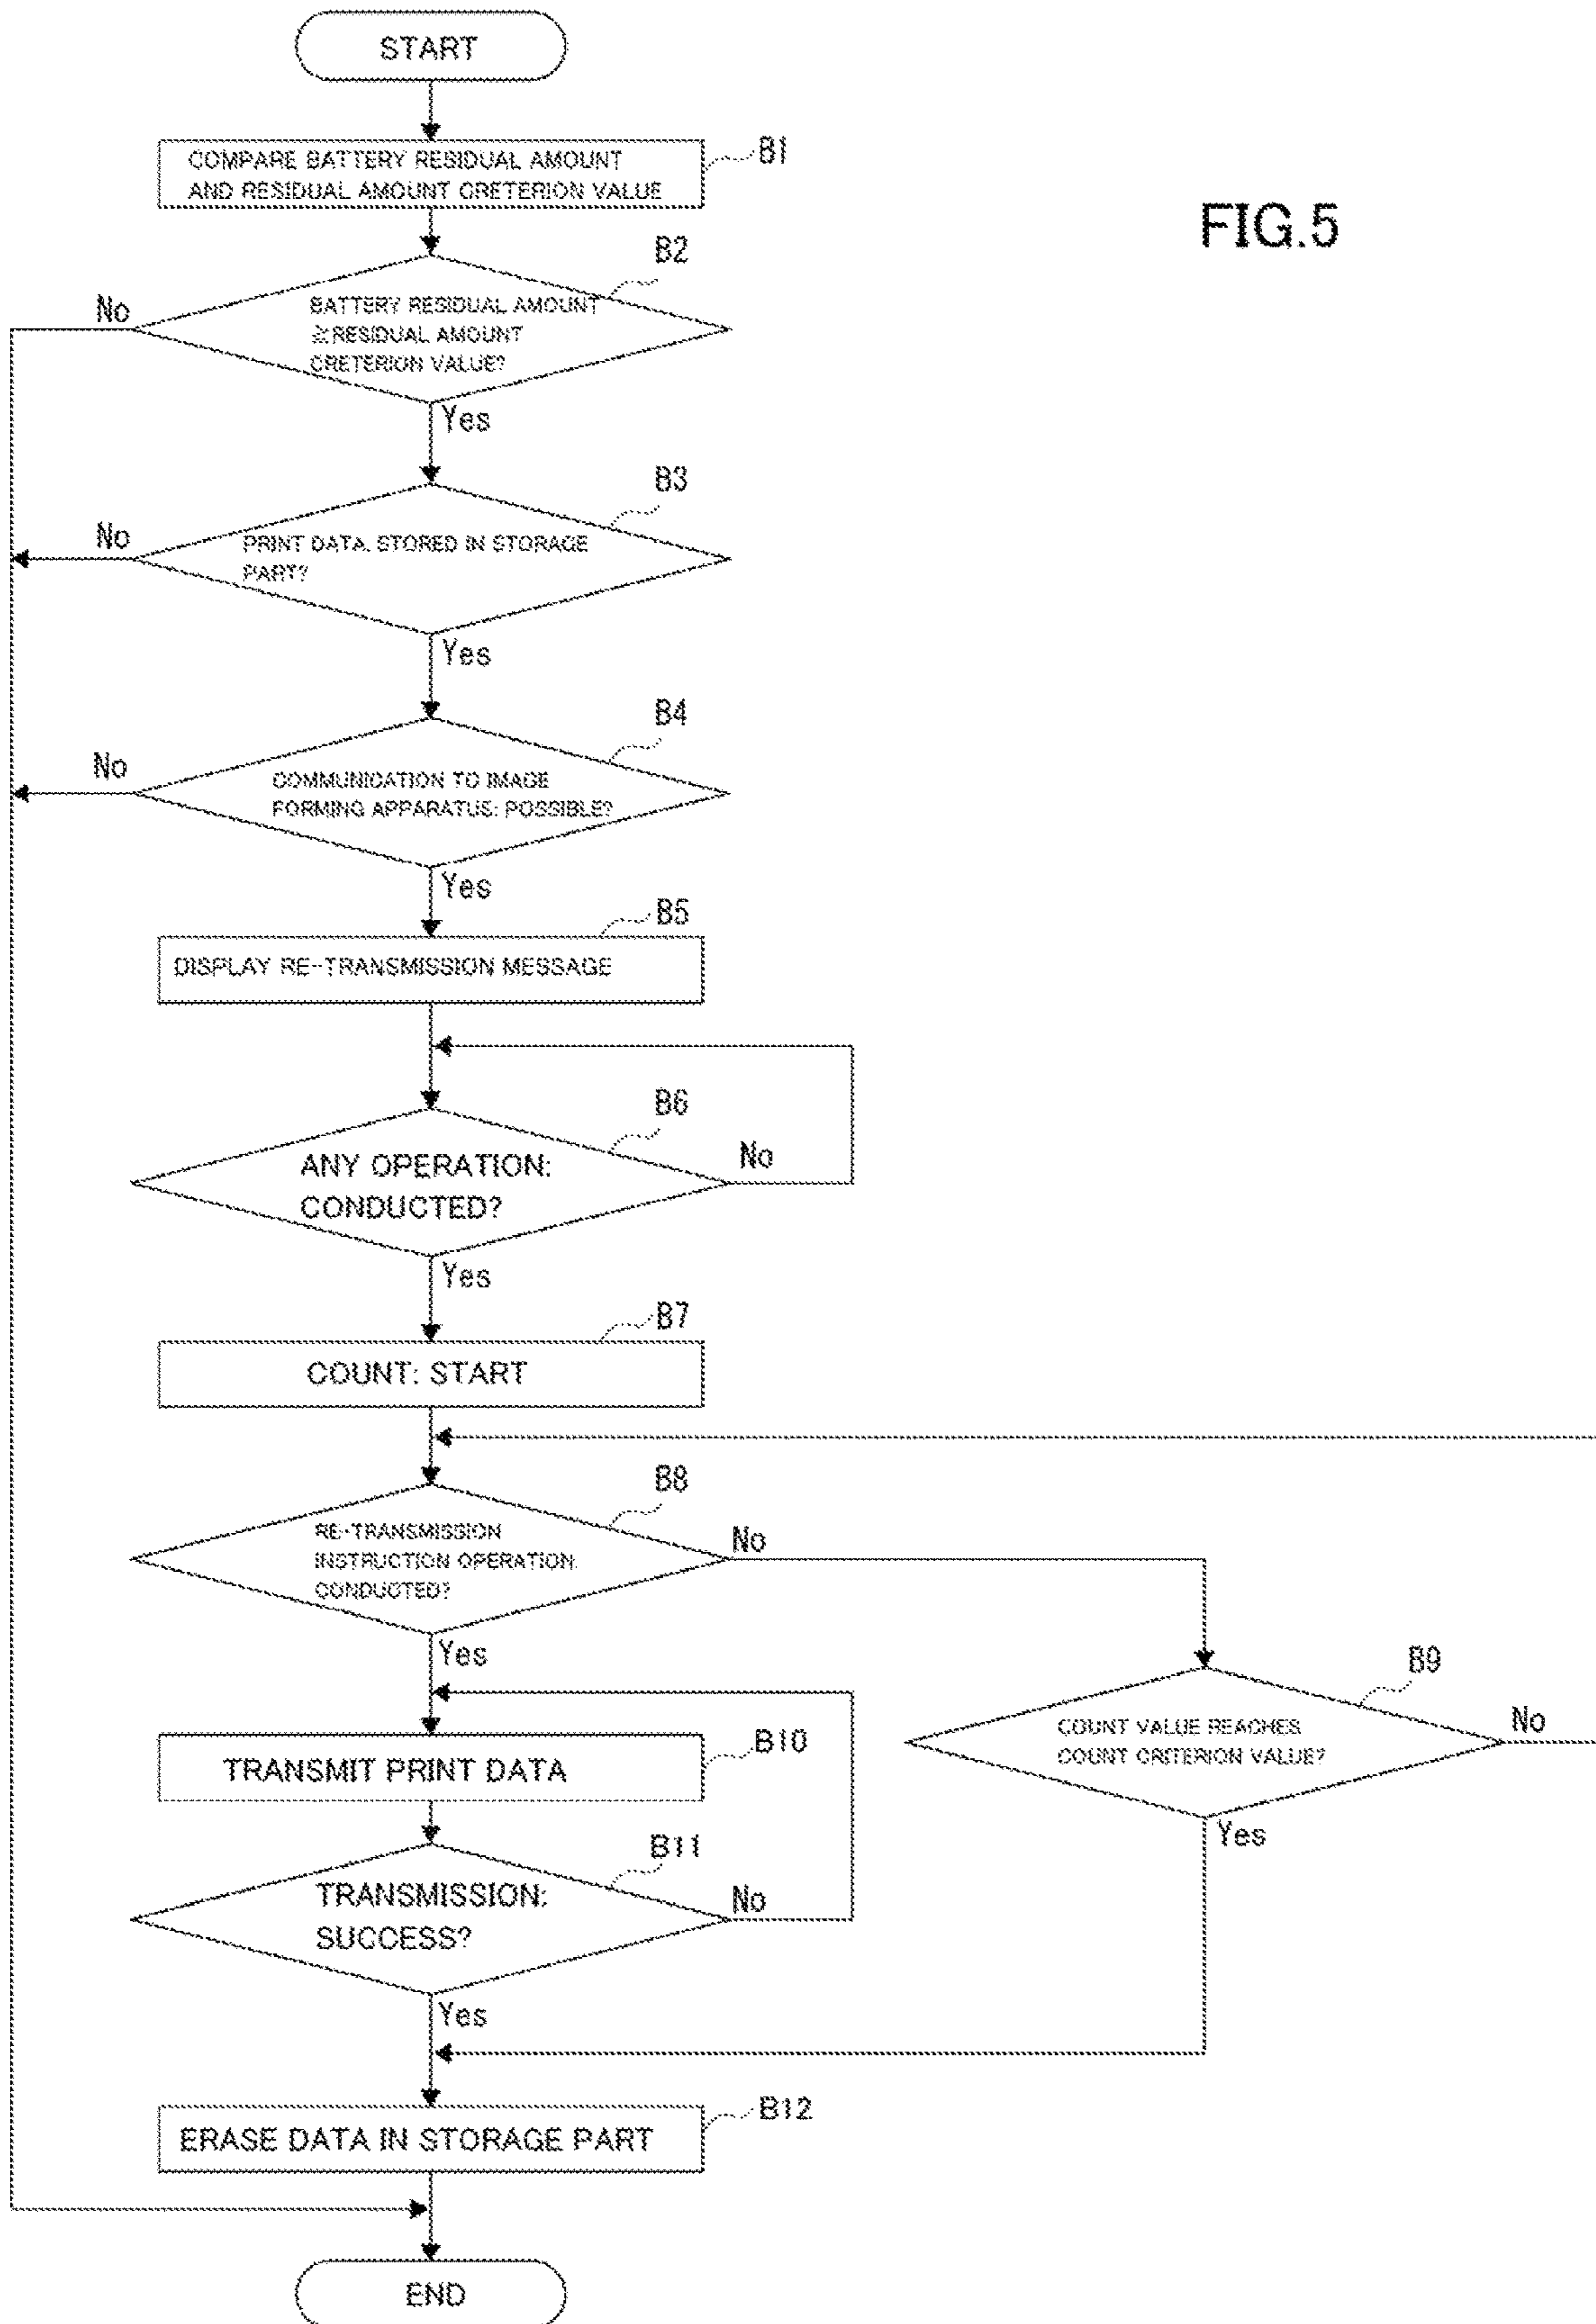 START
COMPARE BATTERY RESIDUAL AMOUNT
AND RESIDUAL AMOUNT CRETERION VALUE
B1
FIG.5
B2
BATTERY RESIDUAL AMOUNT
≧RESIDUAL AMOUNT
CRETERION VALUE?
No
Yes
B3
PRINT DATA: STORED IN STORAGE
PART?
No
Yes
B4
COMMUNICATION TO IMAGE
FORMING APPARATUS: POSSIBLE?
No
Yes
B5
DISPLAY RE-TRANSMISSION MESSAGE
B6
ANY OPERATION:
CONDUCTED?
No
Yes
B7
COUNT: START
B8
RE-TRANSMISSION
INSTRUCTION OPERATION:
CONDUCTED?
No
Yes
B9
COUNT VALUE REACHES
COUNT CRITERION VALUE?
No
Yes
B10
TRANSMIT PRINT DATA
B11
TRANSMISSION:
SUCCESS?
No
Yes
B12
ERASE DATA IN STORAGE PART
END